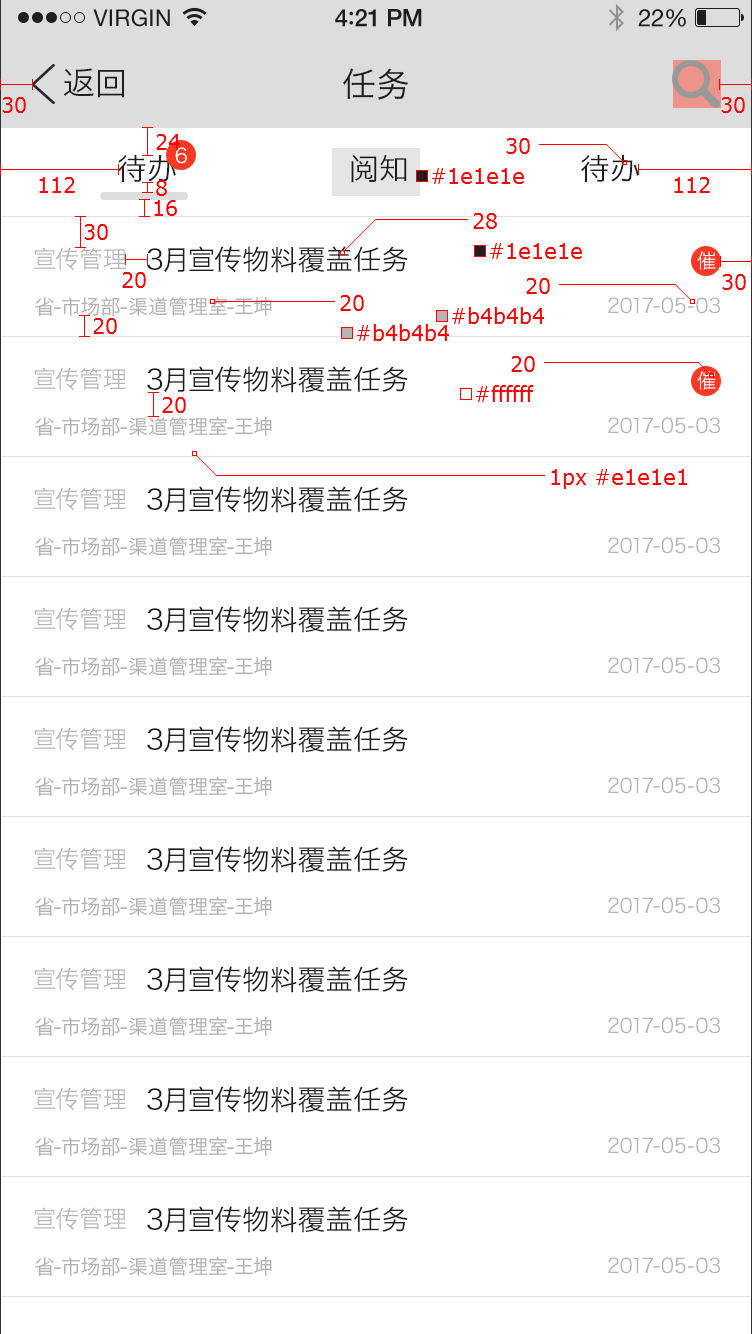 VIRGIN 4:21 PM 22%
返回 任务
30 30
24 6 30
待办 阅知 待办
#1e1e1e
112 8 112
16
30 28
宣传管理 3月宣传物料覆盖任务 催
#1e1e1e
20 20 30
省-市场部-渠道管理室-王坤 20 2017-05-03
20 #b4b4b4 #b4b4b4
20
宣传管理 3月宣传物料覆盖任务 催
20 #ffffff
省-市场部-渠道管理室-王坤 2017-05-03
1px #e1e1e1
宣传管理 3月宣传物料覆盖任务
省-市场部-渠道管理室-王坤 2017-05-03
宣传管理 3月宣传物料覆盖任务
省-市场部-渠道管理室-王坤 2017-05-03
宣传管理 3月宣传物料覆盖任务
省-市场部-渠道管理室-王坤 2017-05-03
宣传管理 3月宣传物料覆盖任务
省-市场部-渠道管理室-王坤 2017-05-03
宣传管理 3月宣传物料覆盖任务
省-市场部-渠道管理室-王坤 2017-05-03
宣传管理 3月宣传物料覆盖任务
省-市场部-渠道管理室-王坤 2017-05-03
宣传管理 3月宣传物料覆盖任务
省-市场部-渠道管理室-王坤 2017-05-03